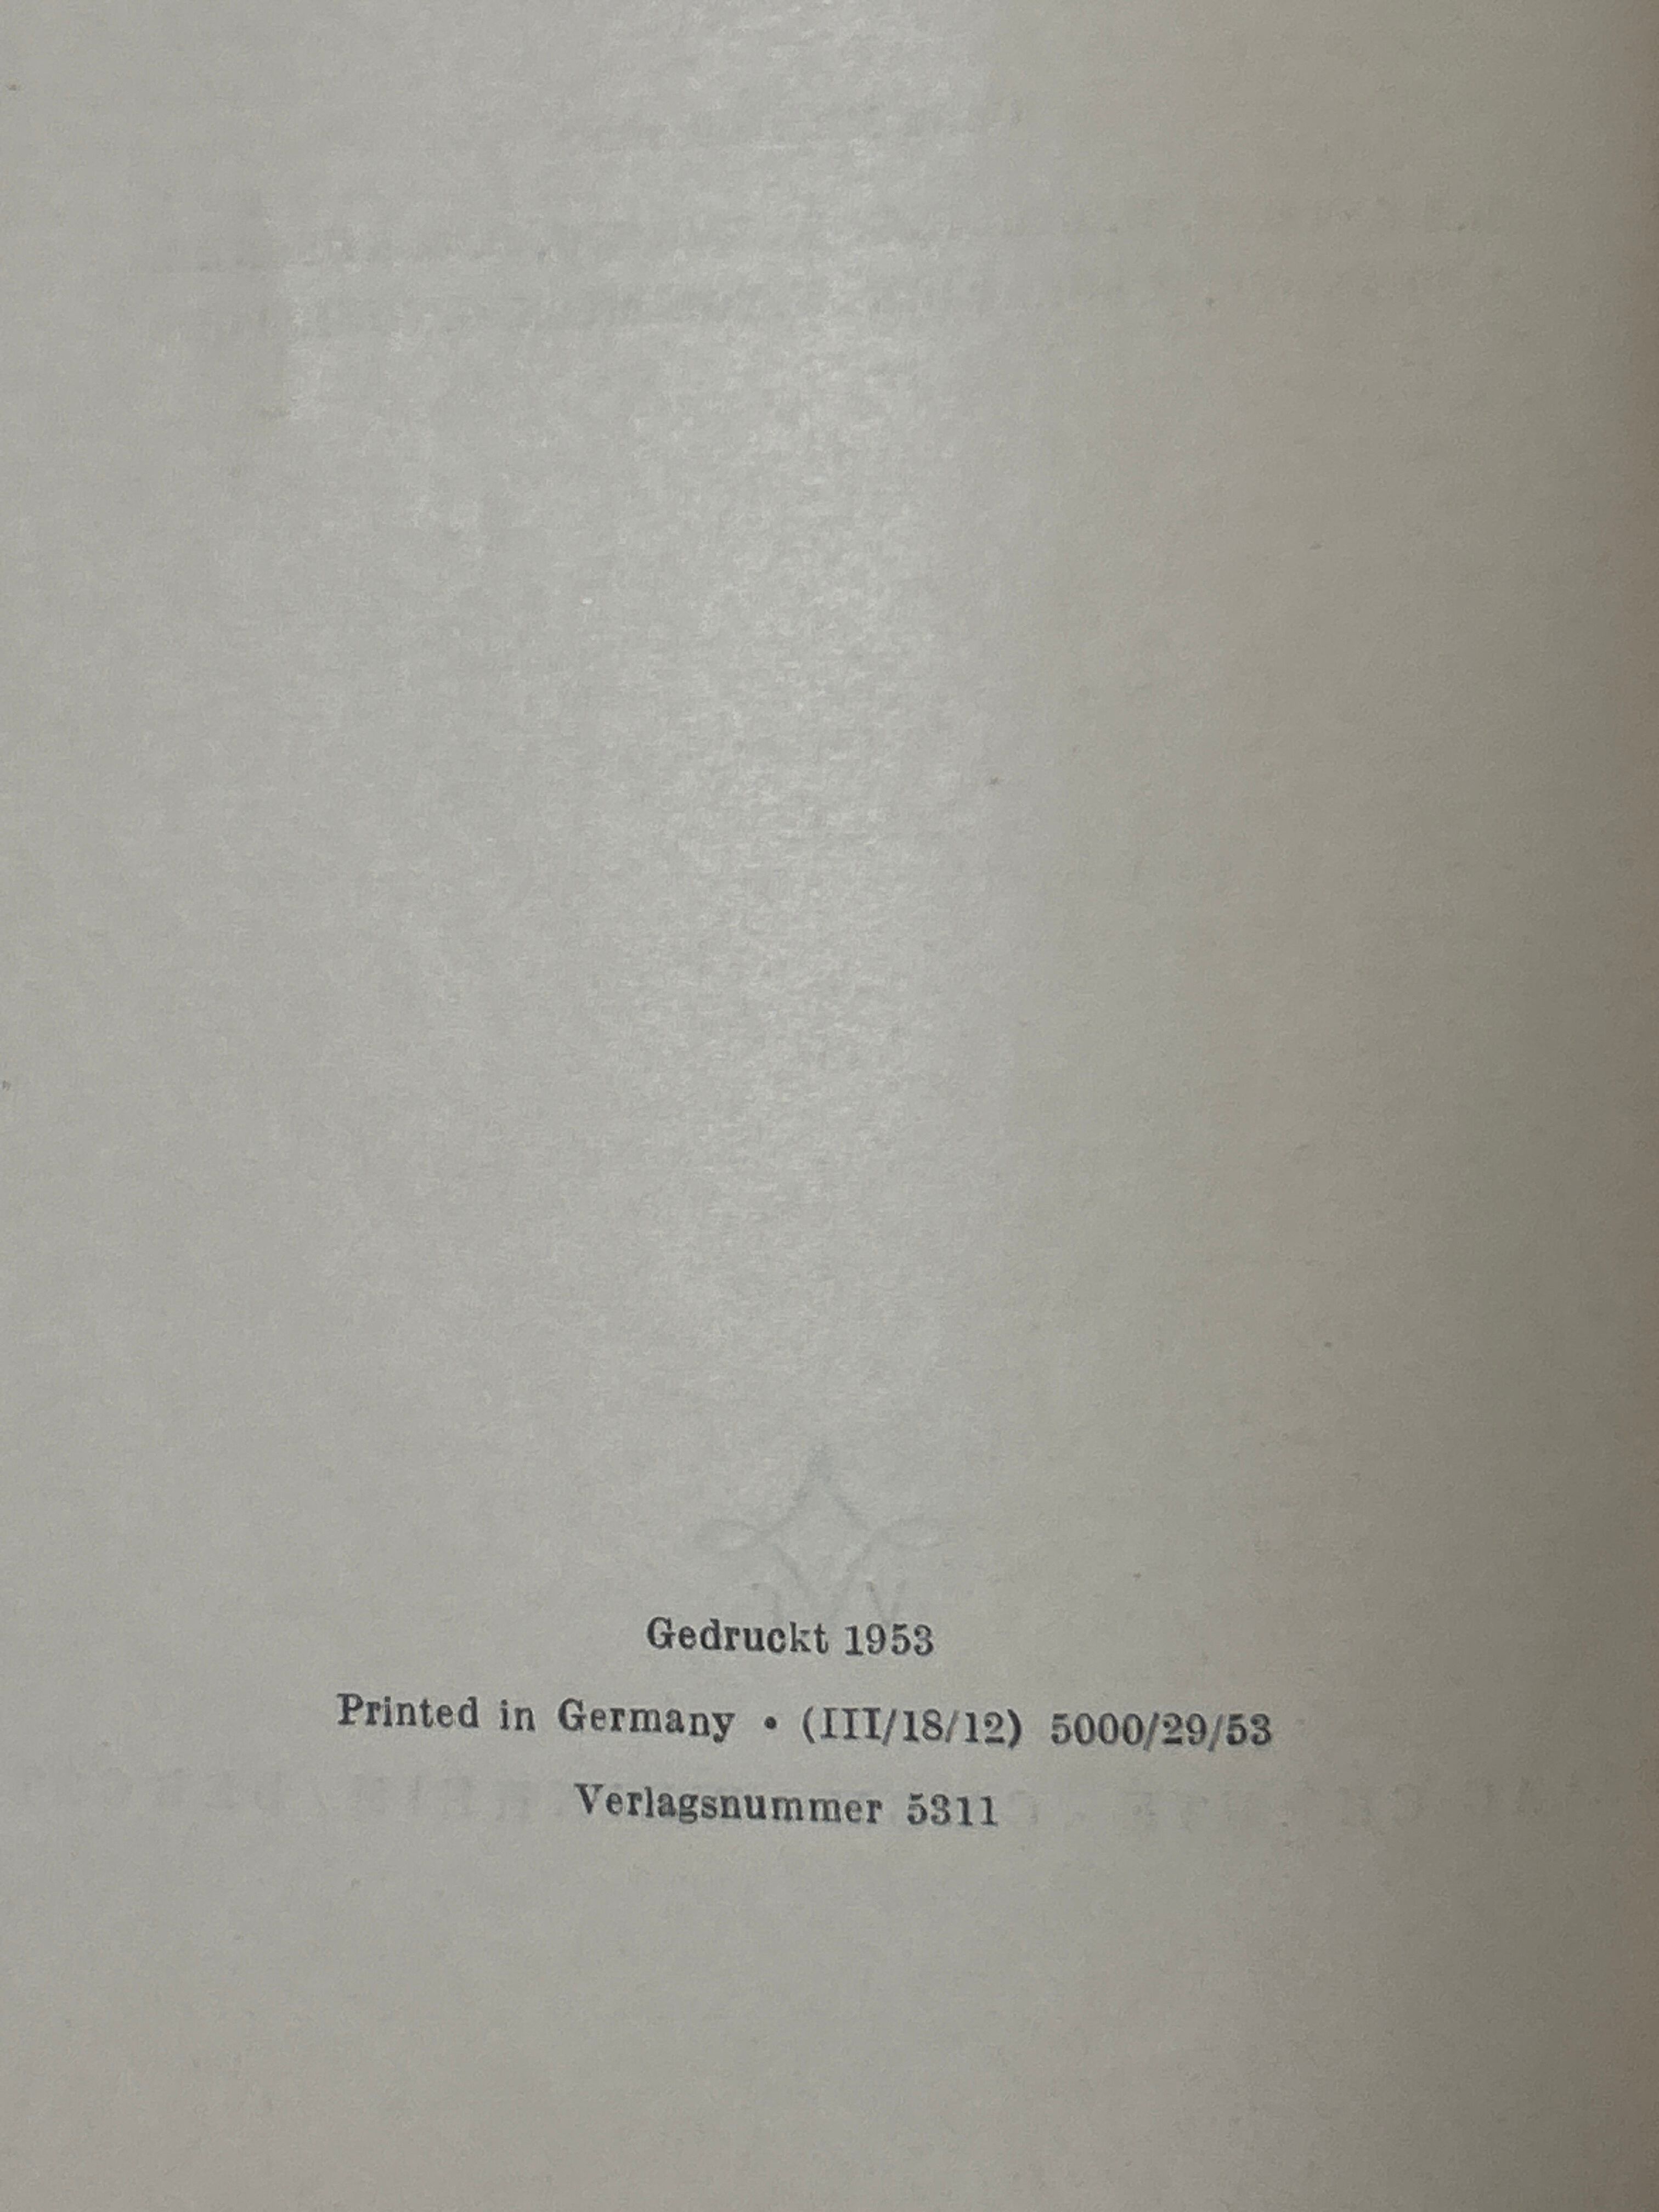 Gedruckt 1953
Printed in Germany • (III/18/12) 5000/29/53
Verlagsnummer 5311